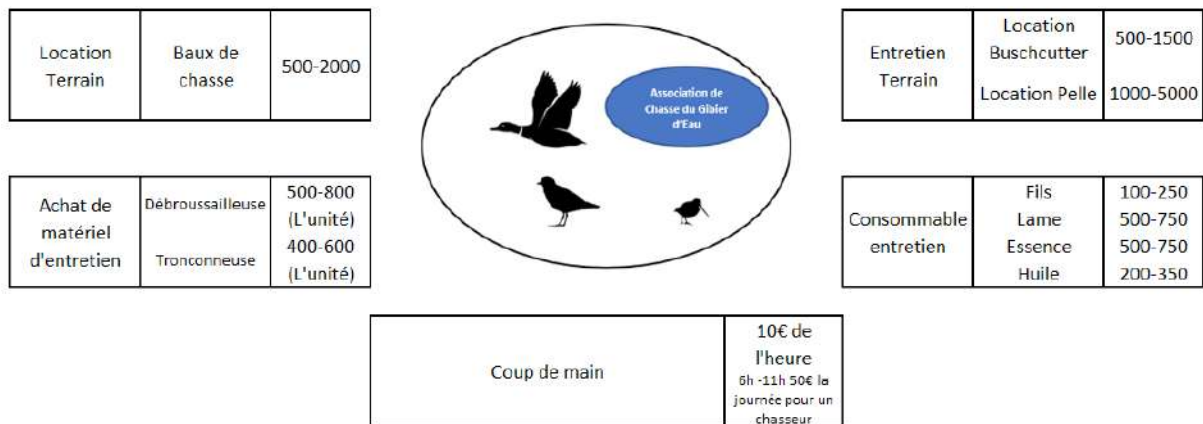 Location
Terrain
Baux de
chasse
500-2000
Association de
Chasse du Gibier
d'Eau
Entretien
Terrain
Location
Buschcutter
500-1500
Location Pelle
1000-5000
Achat de
matériel
d'entretien
Débroussailleuse
500-800
(L'unité)
Tronconneuse
400-600
(L'unité)
Consommable
entretien
Fils
100-250
Lame
500-750
Essence
500-750
Huile
200-350
Coup de main
10€ de
l'heure
6h -11h 50€ la
journée pour un
chasseur